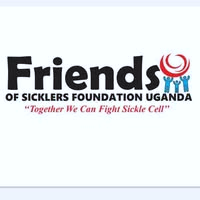 Friends
OF SICKLERS FOUNDATION UGANDA
“Together We Can Fight Sickle Cell”